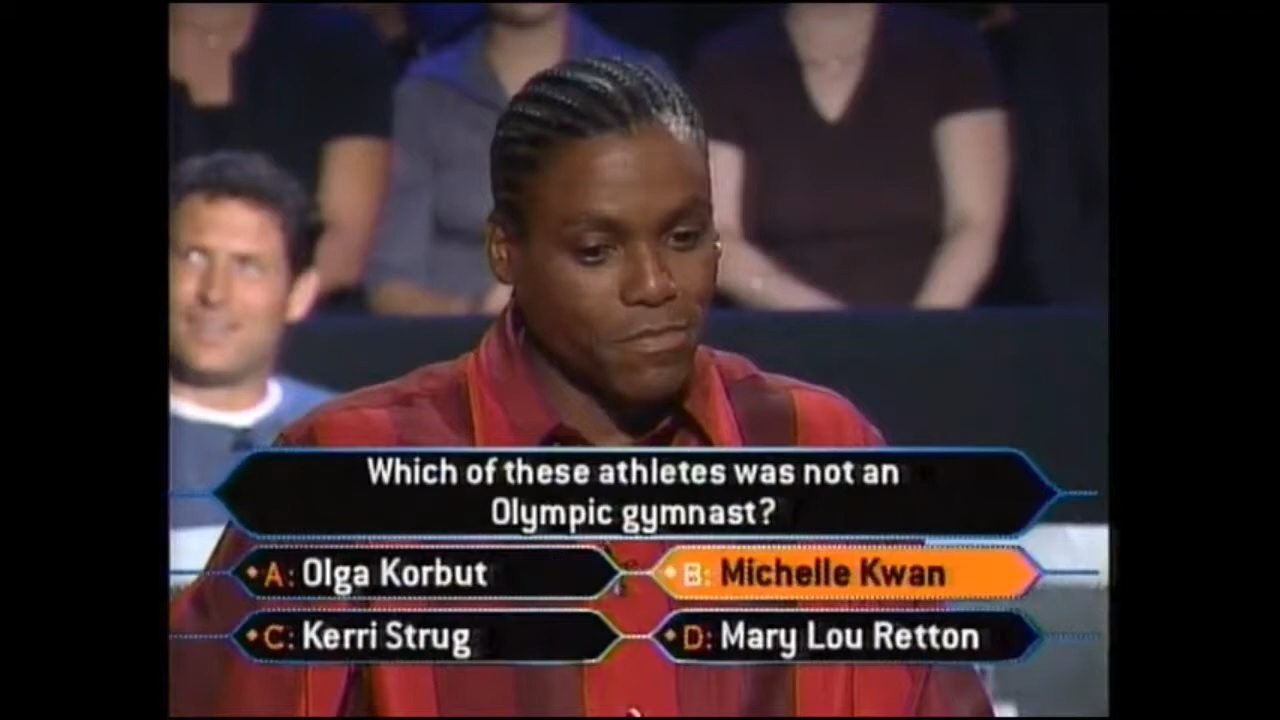 Which of these athletes was not an
Olympic gymnast?
A: Olga Korbut
B: Michelle Kwan
C: Kerri Strug
D: Mary Lou Retton